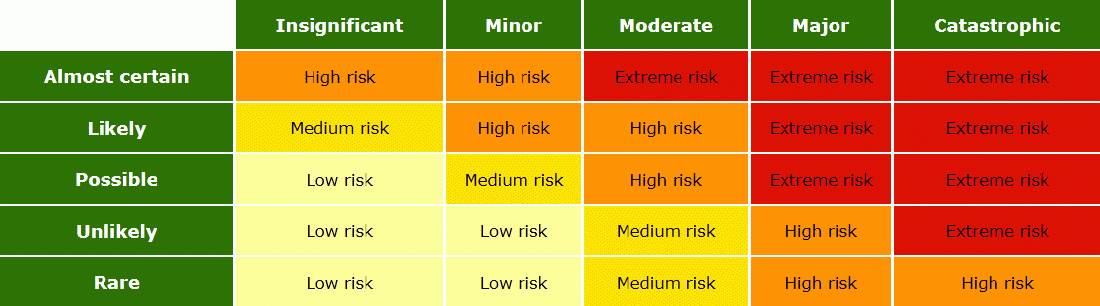 Insignificant Minor Moderate Major Catastrophic
Almost certain High risk High risk Extreme risk Extreme risk Extreme risk
Likely Medium risk High risk High risk Extreme risk Extreme risk
Possible Low risk Medium risk High risk Extreme risk Extreme risk
Unlikely Low risk Low risk Medium risk High risk Extreme risk
Rare Low risk Low risk Medium risk High risk High risk